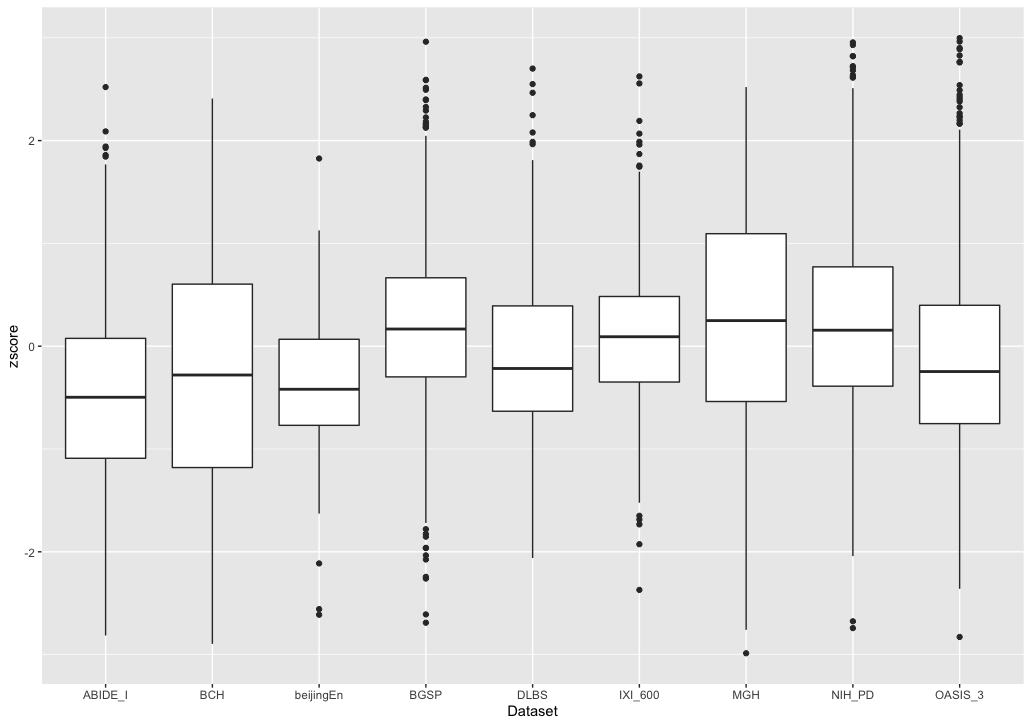 zscore
2
0
-2
ABIDE_I BCH beijingEn BGSP DLBS IXI_600 MGH NIH_PD OASIS_3
Dataset